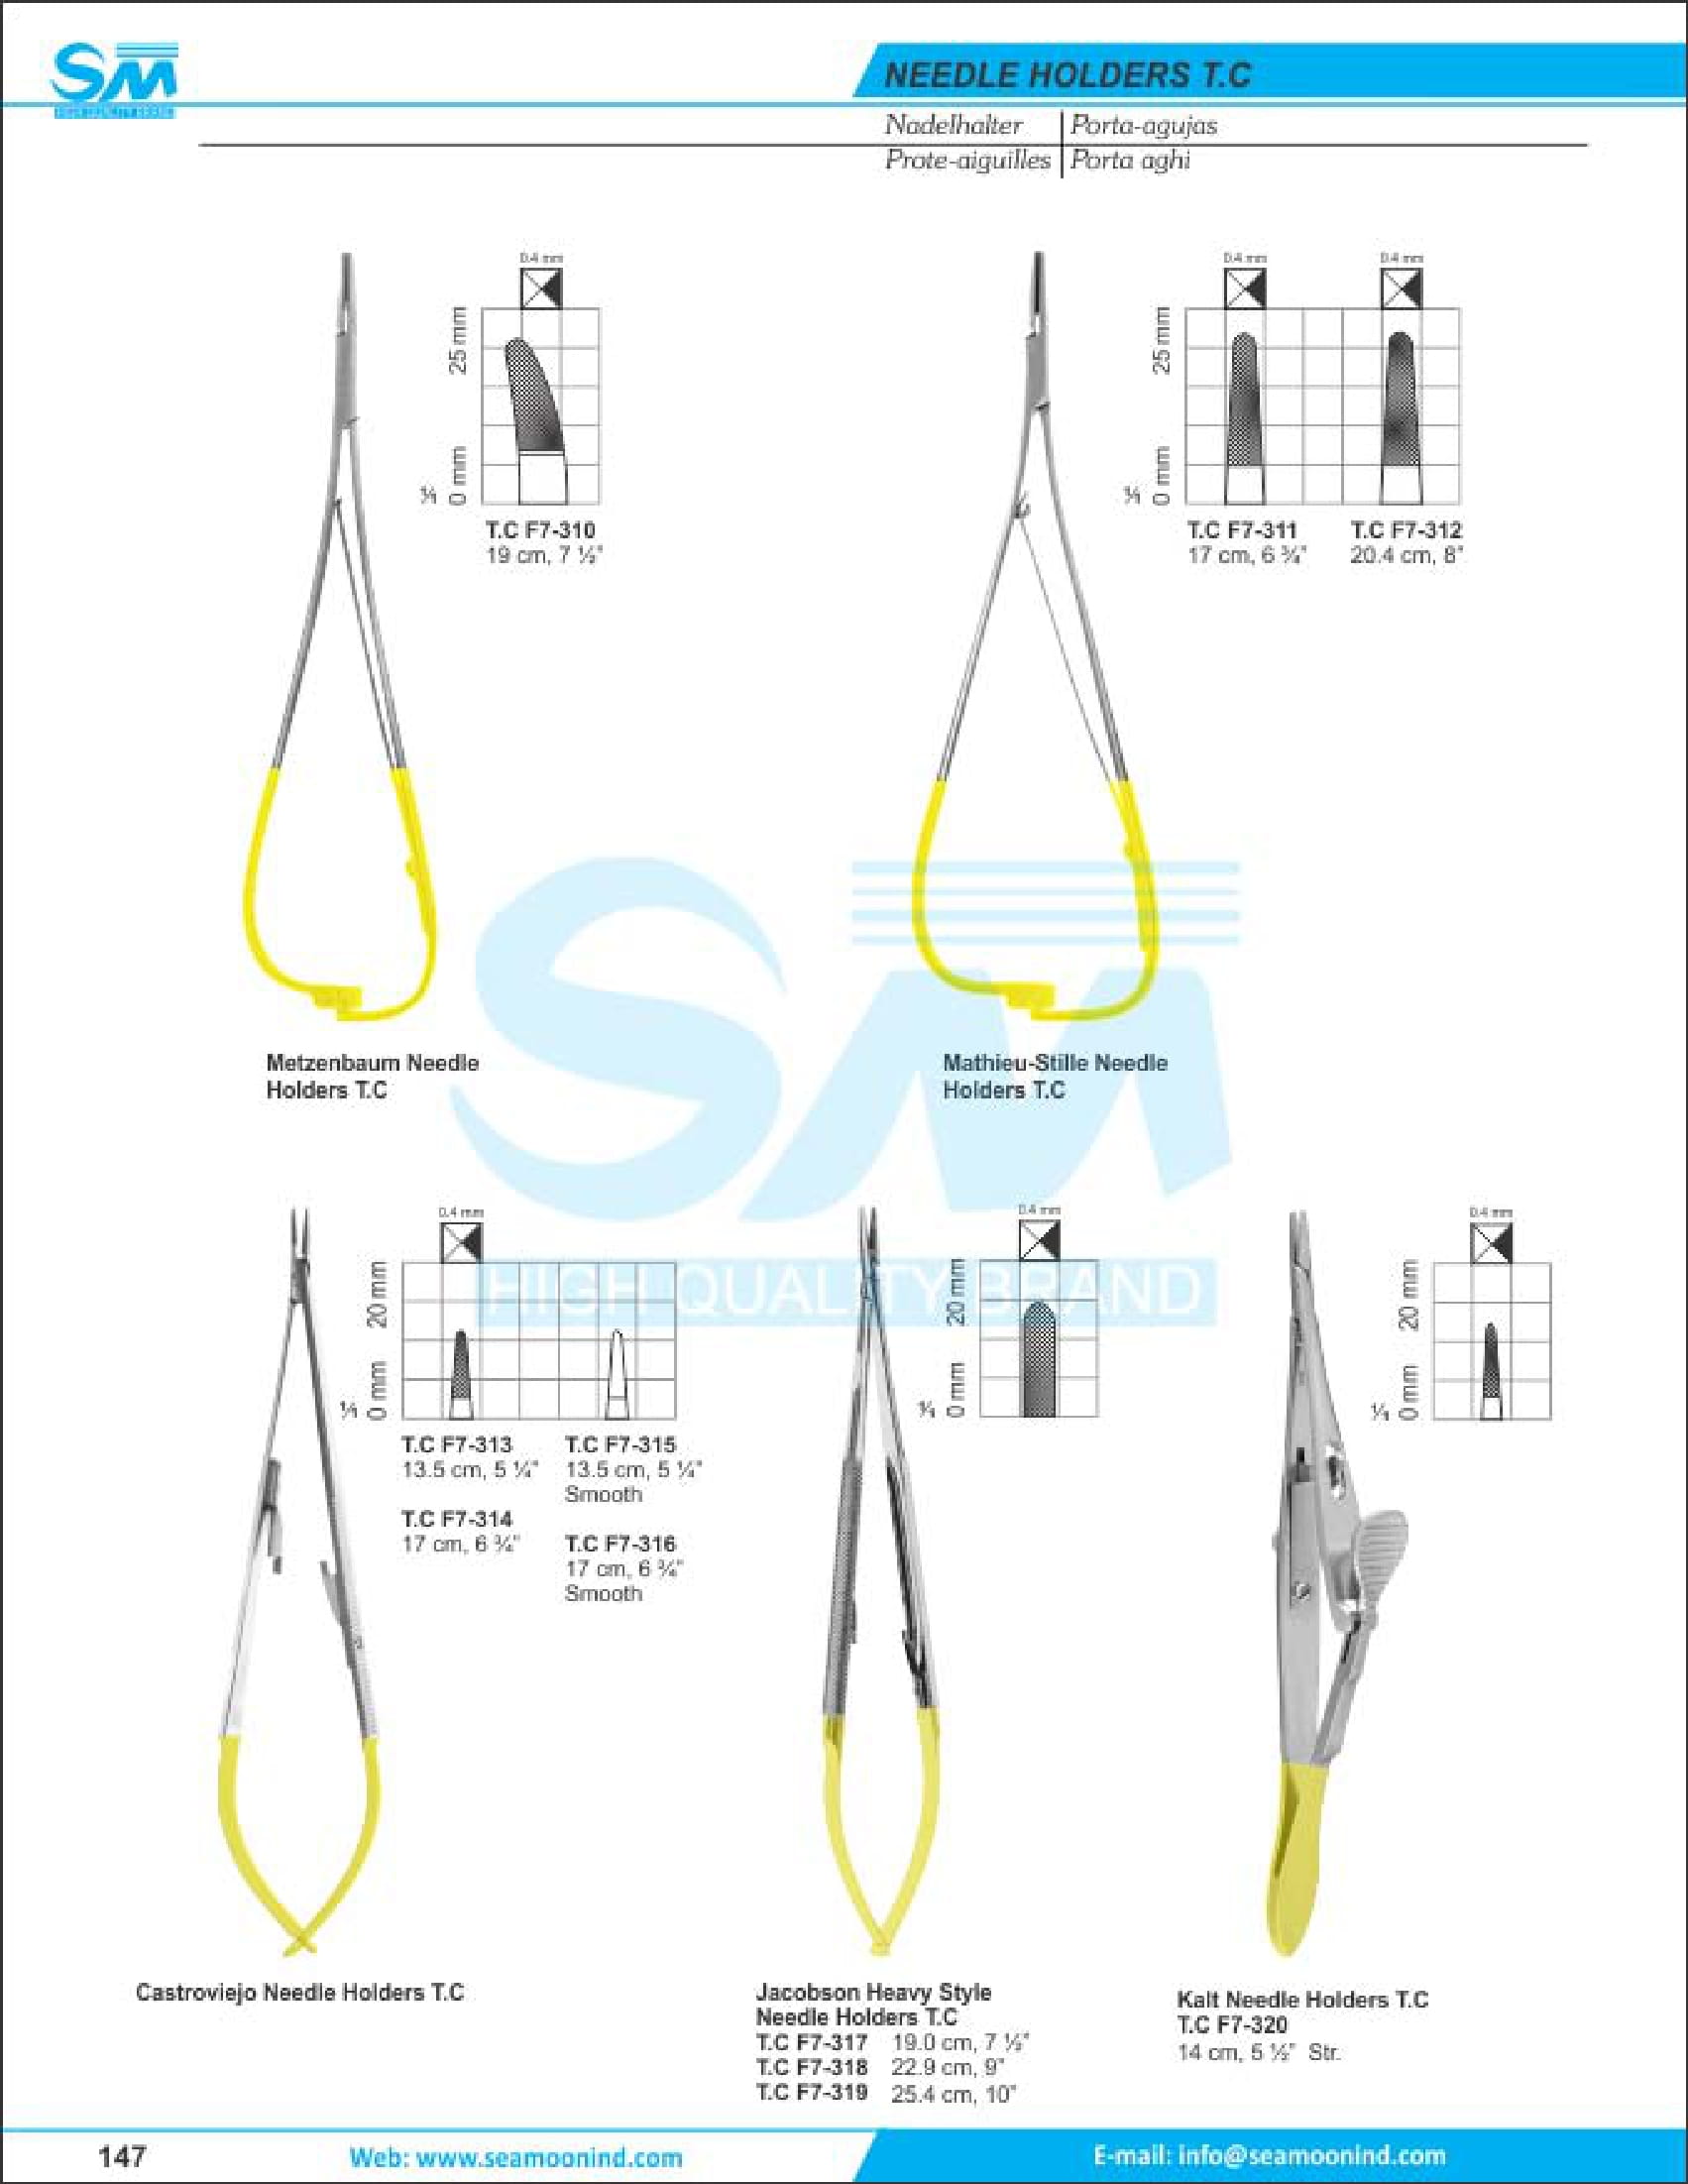 SM
NEEDLE HOLDERS T.C
Nadelhalter
Porta-agujas
Prote-aiguilles
Porta aghi
0.4 mm
25 mm
0 mm
1/1
T.C F7-310
19 cm, 7 ½"
0.4 mm
0.4 mm
25 mm
0 mm
1/1
T.C F7-311
17 cm, 6 ¾"
T.C F7-312
20.4 cm, 8"
Metzenbaum Needle
Holders T.C
Mathieu-Stille Needle
Holders T.C
SM
HIGH QUALITY BRAND
0.4 mm
20 mm
0 mm
1/1
T.C F7-313
13.5 cm, 5 ¼"
T.C F7-314
17 cm, 6 ¾"
T.C F7-315
13.5 cm, 5 ¼"
Smooth
T.C F7-316
17 cm, 6 ¾"
Smooth
0.4 mm
20 mm
0 mm
1/1
0.4 mm
20 mm
0 mm
1/1
Castroviejo Needle Holders T.C
Jacobson Heavy Style
Needle Holders T.C
T.C F7-317 19.0 cm, 7 ½"
T.C F7-318 22.9 cm, 9"
T.C F7-319 25.4 cm, 10"
Kalt Needle Holders T.C
T.C F7-320
14 cm, 5 ½" Str.
147
Web: www.seamoonind.com
E-mail: info@seamoonind.com